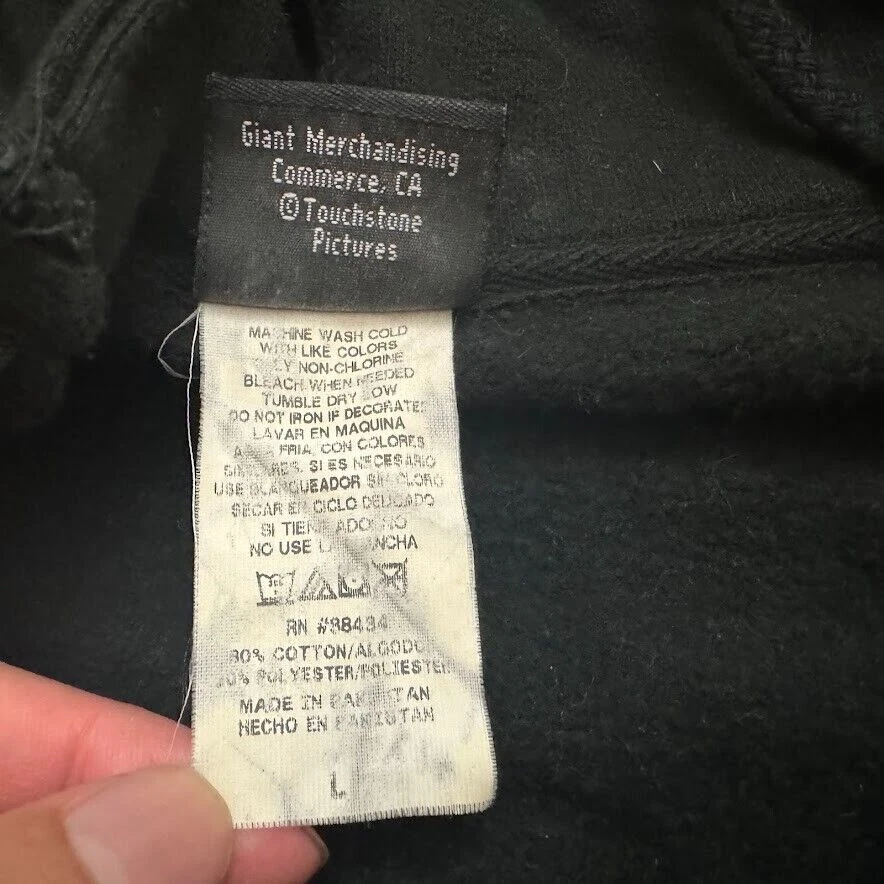 Giant Merchandising
Commerce, CA
© Touchstone
Pictures
MACHINE WASH COLD
WITH LIKE COLORS
NON-CHLORINE
BLEACH WHEN NEEDED
TUMBLE DRY LOW
DO NOT IRON IF DECORATED
LAVAR EN MAQUINA
FRIA, CON COLORES
SI ES NECESARIO
USE BLANQUEADOR SIN CLORO
SECAR EN CICLO DELICADO
SI TIENE ADORNO
NO USE PLANCHA
RN #88434
80% COTTON/ALGODON
20% POLYESTER/POLIESTER
MADE IN PAKISTAN
HECHO EN PAKISTAN
L